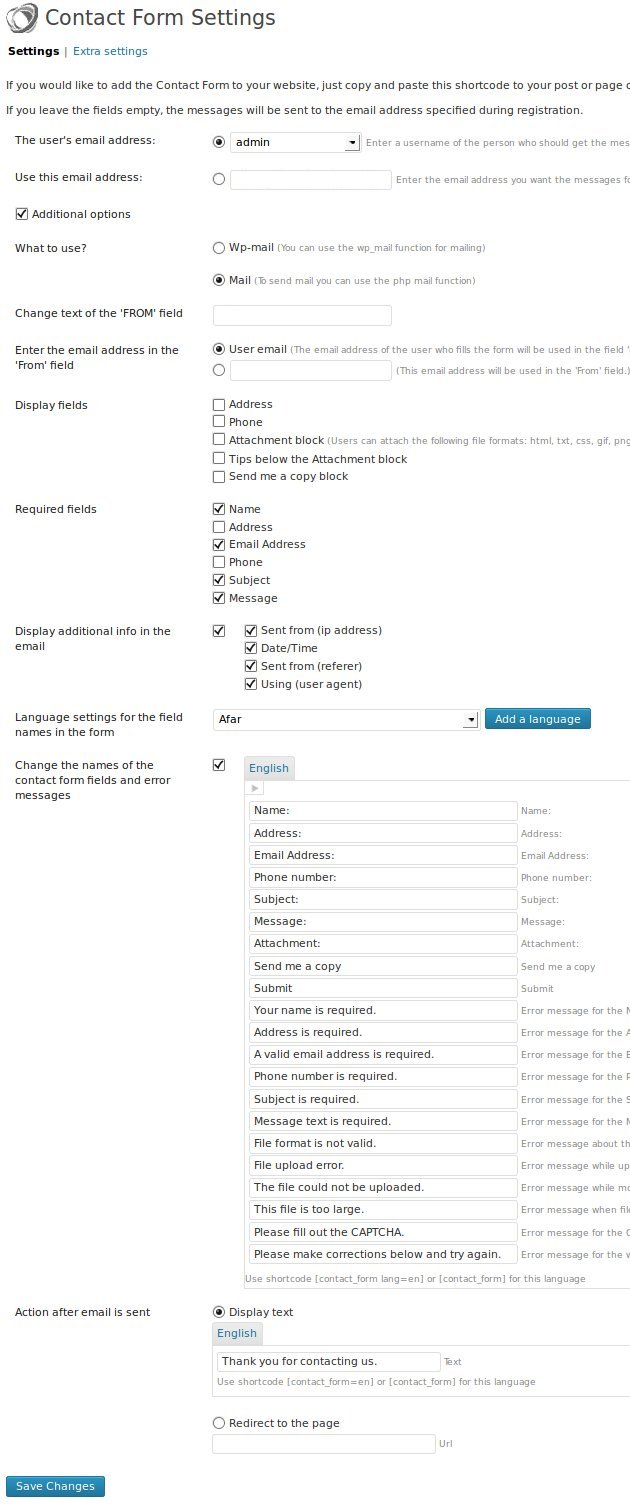 Contact Form Settings
Settings | Extra settings
If you would like to add the Contact Form to your website, just copy and paste this shortcode to your post or page
If you leave the fields empty, the messages will be sent to the email address specified during registration.
The user's email address: admin Enter a username of the person who should get the
Use this email address: Enter the email address you want the messages
Additional options
What to use? Wp-mail (You can use the wp_mail function for mailing)
Mail (To send mail you can use the php mail function)
Change text of the 'FROM' field
Enter the email address in the User email (The email address of the user who fills the form will be used in the field '
'From' field (This email address will be used in the 'From' field.)
Display fields Address
Phone
Attachment block (Users can attach the following file formats: html, txt, css, gif, png
Tips below the Attachment block
Send me a copy block
Required fields Name
Address
Email Address
Phone
Subject
Message
Display additional info in the Sent from (ip address)
email Date/Time
Sent from (referer)
Using (user agent)
Language settings for the field Afar Add a language
names in the form
Change the names of the English
contact form fields and error
messages
Name: Name:
Address: Address:
Email Address: Email Address:
Phone number: Phone number:
Subject: Subject:
Message: Message:
Attachment: Attachment:
Send me a copy Send me a copy
Submit Submit
Your name is required. Error message for the
Address is required. Error message for the
A valid email address is required. Error message for the
Phone number is required. Error message for the
Subject is required. Error message for the
Message text is required. Error message for the
File format is not valid. Error message about
File upload error. Error message while
The file could not be uploaded. Error message while
This file is too large. Error message when
Please fill out the CAPTCHA. Error message for the
Please make corrections below and try again. Error message for the
Use shortcode [contact_form lang=en] or [contact_form] for this language
Action after email is sent Display text
English
Thank you for contacting us. Text
Use shortcode [contact_form=en] or [contact_form] for this language
Redirect to the page
Url
Save Changes